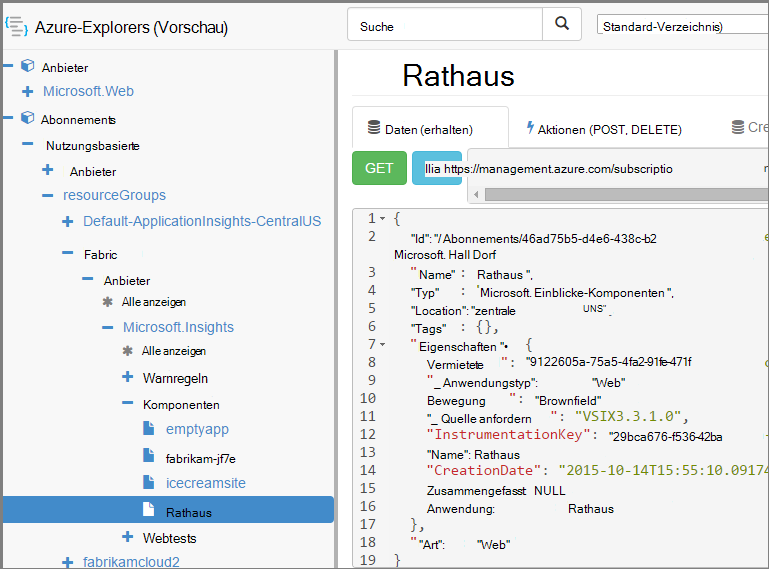 Azure-Explorers (Vorschau)
Suche
Standard-Verzeichnis)
Anbieter
Microsoft.Web
Abonnements
Nutzungsbasierte
Anbieter
resourceGroups
Default-ApplicationInsights-CentralUS
Fabric
Anbieter
Alle anzeigen
Microsoft.Insights
Alle anzeigen
Warnregeln
Komponenten
emptyapp
fabrikam-jf7e
icecreamsite
Rathaus
Webtests
fabrikamcloud2
Rathaus
Daten (erhalten)
Aktionen (POST, DELETE)
Cre
GET
Ilia https://management.azure.com/subscriptio
1 {
2 "Id": "/ Abonnements/46ad75b5-d4e6-438c-b2
Microsoft. Hall Dorf
3 "Name" : Rathaus ",
4 "Typ" : 'Microsoft. Einblicke-Komponenten ",
5 "Location": "zentrale UNS" .
6 "Tags" : {},
7 "Eigenschaften "• {
8 Vermietete ": "9122605a-75a5-4fa2-91fe-471f
9 "_ Anwendungstyp": "Web"
10 Bewegung ": "Brownfield"
11 "_ Quelle anfordern ": "VSIX3.3.1.0",
12 "InstrumentationKey": "29bca676-f536-42ba
13 "Name": Rathaus
14 "CreationDate": "2015-10-14T15:55:10.09174
15 Zusammengefasst: NULL
16 Anwendung: Rathaus
17 },
18 "Art": "Web"
19 }